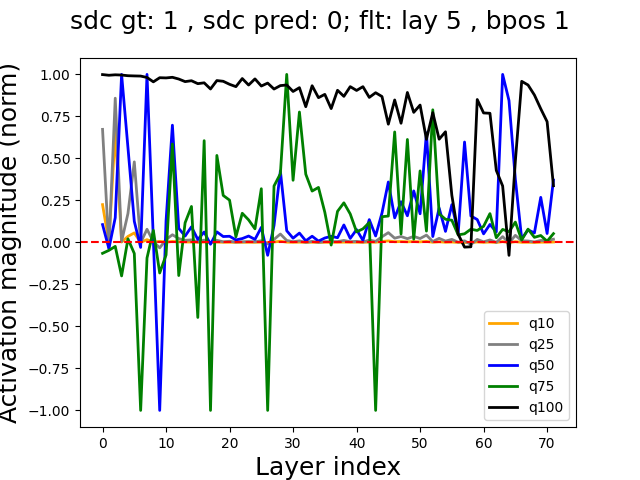 sdc gt: 1 , sdc pred: 0; flt: lay 5 , bpos 1
Activation magnitude (norm)
1.00
0.75
0.50
0.25
0.00
−0.25
−0.50
−0.75
−1.00
q10
q25
q50
q75
q100
0 10 20 30 40 50 60 70
Layer index